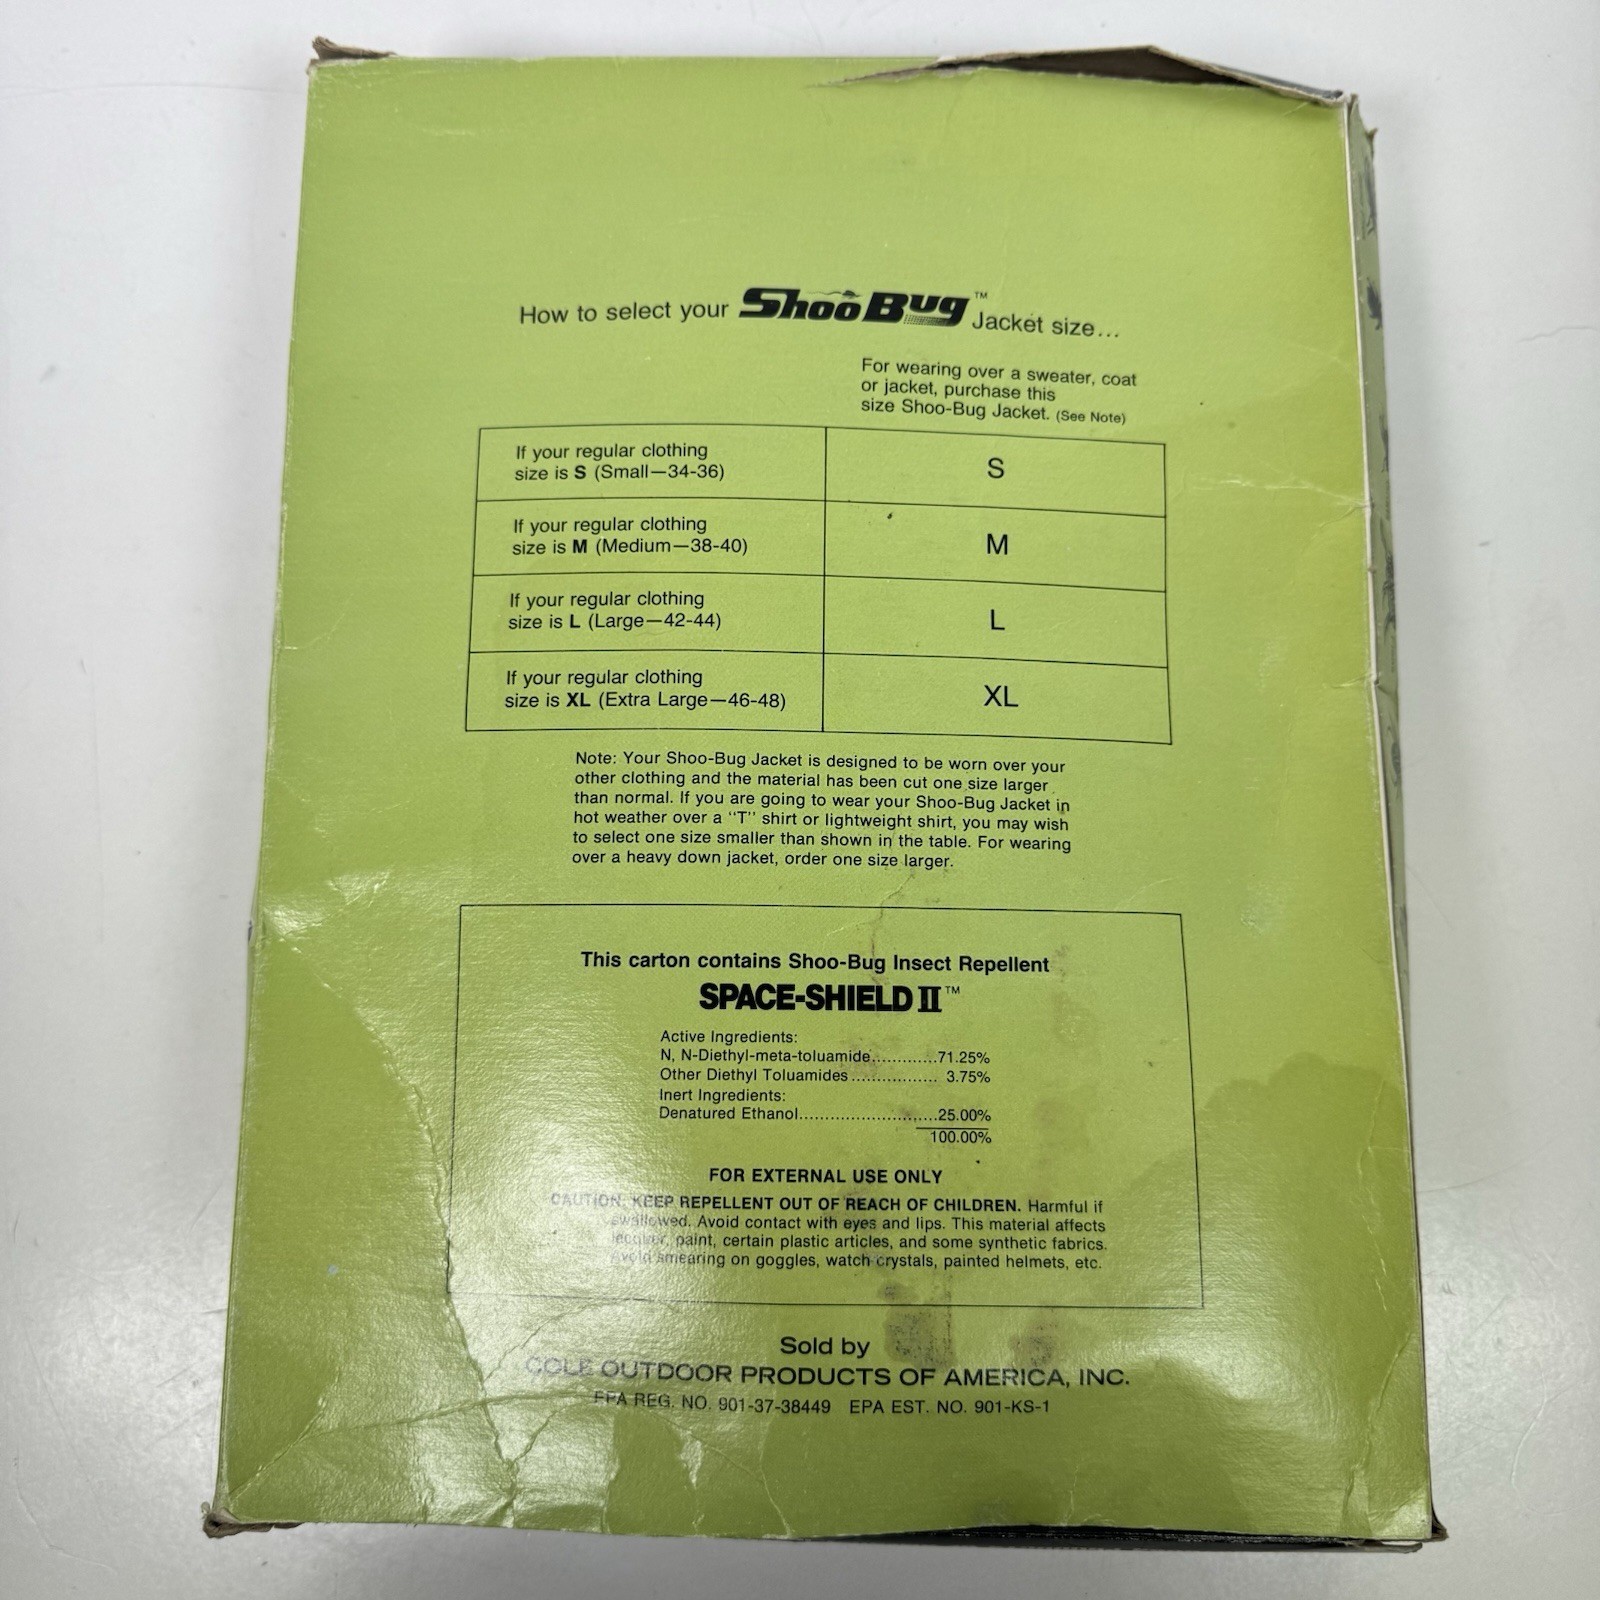 How to select your ShooBug™ Jacket size...
For wearing over a sweater, coat
or jacket, purchase this
size Shoo-Bug Jacket. (See Note)
If your regular clothing
size is S (Small—34-36)
S
If your regular clothing
size is M (Medium—38-40)
M
If your regular clothing
size is L (Large—42-44)
L
If your regular clothing
size is XL (Extra Large—46-48)
XL
Note: Your Shoo-Bug Jacket is designed to be worn over your
other clothing and the material has been cut one size larger
than normal. If you are going to wear your Shoo-Bug Jacket in
hot weather over a "T" shirt or lightweight shirt, you may wish
to select one size smaller than shown in the table. For wearing
over a heavy down jacket, order one size larger.
This carton contains Shoo-Bug Insect Repellent
SPACE-SHIELD II™
Active Ingredients:
N, N-Diethyl-meta-toluamide.............71.25%
Other Diethyl Toluamides................. 3.75%
Inert Ingredients:
Denatured Ethanol..........................25.00%
100.00%
FOR EXTERNAL USE ONLY
CAUTION: KEEP REPELLENT OUT OF REACH OF CHILDREN. Harmful if
swallowed. Avoid contact with eyes and lips. This material affects
lacquer, paint, certain plastic articles, and some synthetic fabrics.
Avoid smearing on goggles, watch crystals, painted helmets, etc.
Sold by
COLE OUTDOOR PRODUCTS OF AMERICA, INC.
EPA REG. NO. 901-37-38449 EPA EST. NO. 901-KS-1